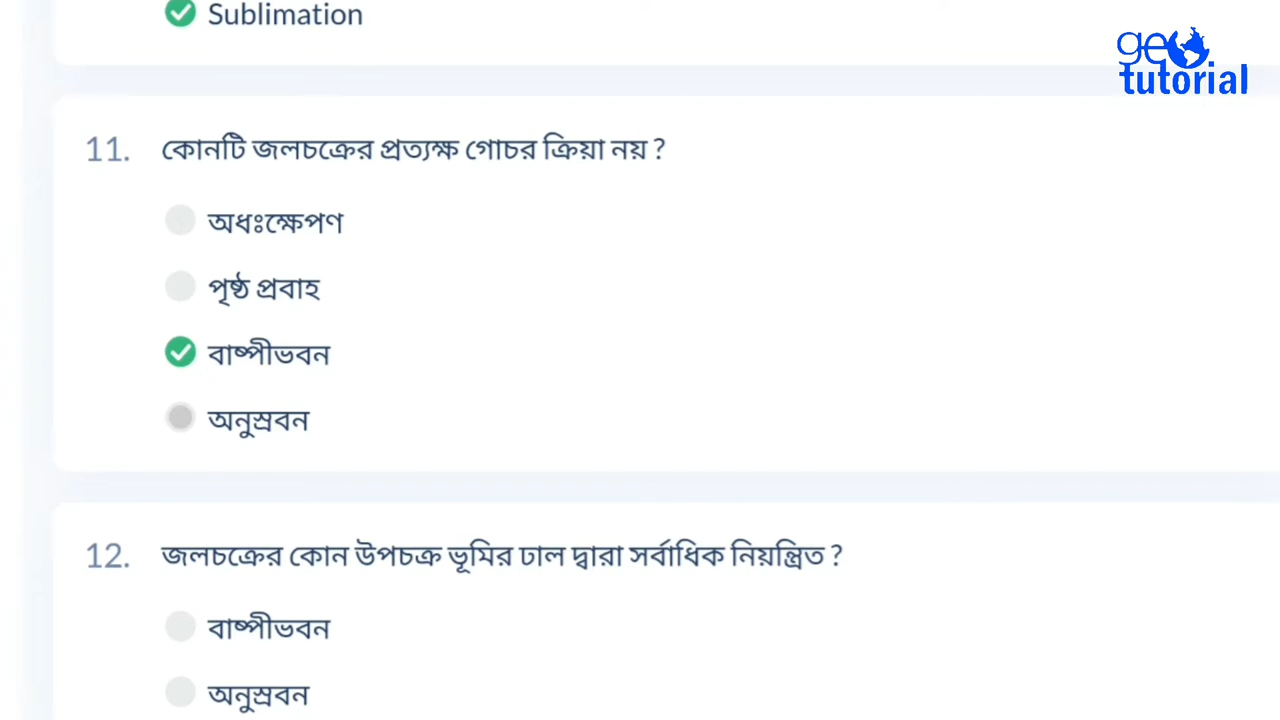 Sublimation
geo
tutorial
11. কোনটি জলচক্রের প্রত্যক্ষ গোচর ক্রিয়া নয় ?
অধঃক্ষেপণ
পৃষ্ঠ প্রবাহ
বাষ্পীভবন
অনুস্রবন
12. জলচক্রের কোন উপচক্র ভূমির ঢাল দ্বারা সর্বাধিক নিয়ন্ত্রিত ?
বাষ্পীভবন
অনুস্রবন